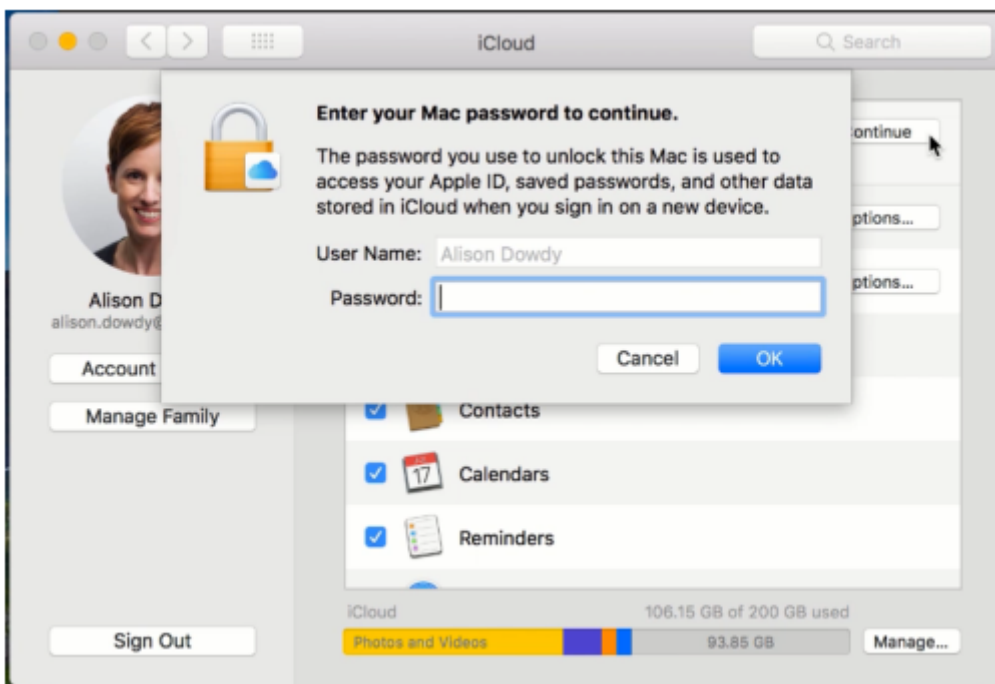 iCloud
Search
Enter your Mac password to continue.
The password you use to unlock this Mac is used to
access your Apple ID, saved passwords, and other data
stored in iCloud when you sign in on a new device.
User Name: Alison Dowdy
Password:
Cancel
OK
ontinue
ptions...
ptions...
Alison D
alison.dowdy@
Account
Manage Family
Sign Out
Contacts
17
Calendars
Reminders
iCloud 106.15 GB of 200 GB used
Photos and Videos 93.85 GB
Manage...